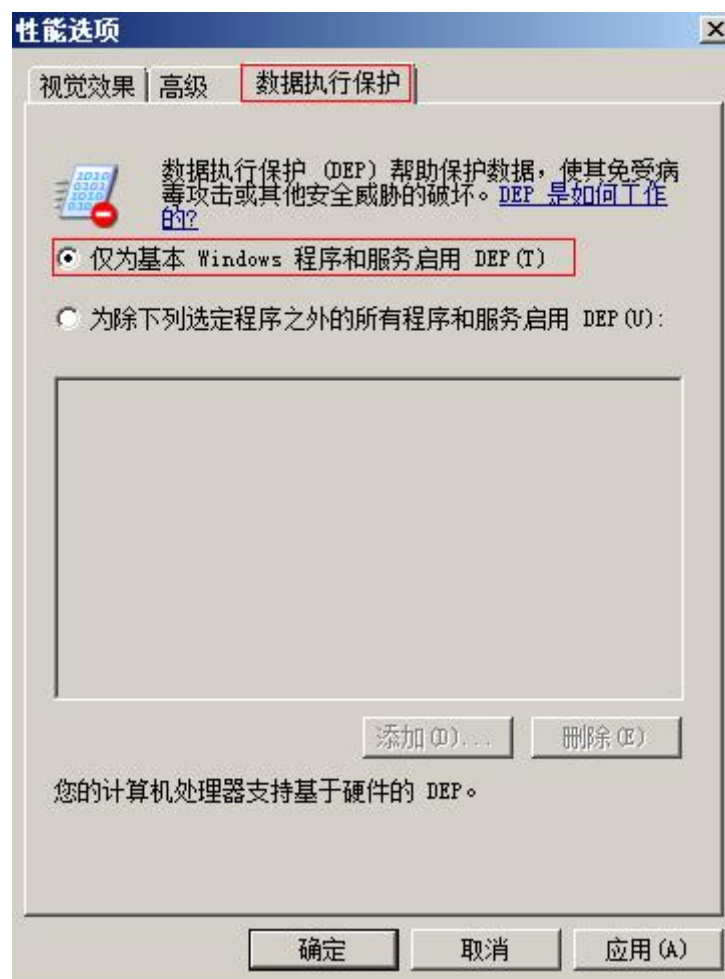 性能选项
视觉效果 高级 数据执行保护
数据执行保护 (DEP) 帮助保护数据，使其免受病
毒攻击或其他安全威胁的破坏。DEP 是如何工作
的?
仅为基本 Windows 程序和服务启用 DEP(T)
为除下列选定程序之外的所有程序和服务启用 DEP(U):
添加(D)... 删除(E)
您的计算机处理器支持基于硬件的 DEP。
确定 取消 应用(A)